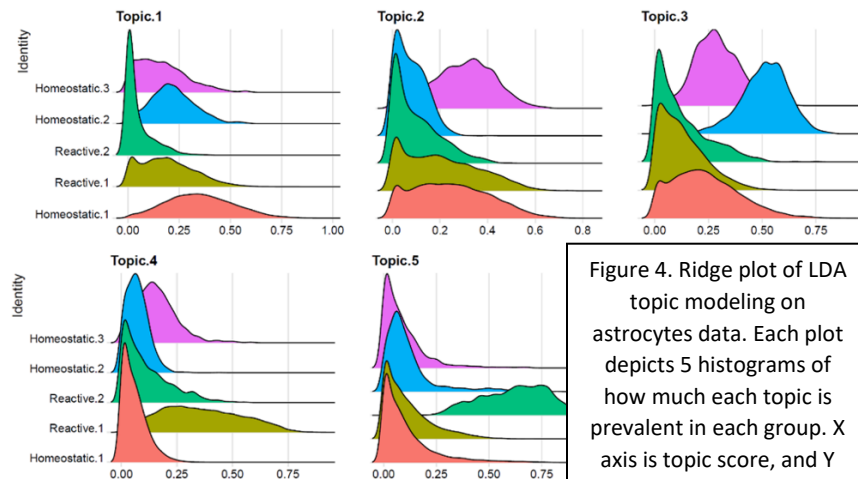 Topic.1
Topic.2
Topic.3
Identity
Homeostatic.3
Homeostatic.2
Reactive.2
Reactive.1
Homeostatic.1
0.00 0.25 0.50 0.75 1.00
0.0 0.2 0.4 0.6 0.8
0.00 0.25 0.50 0.75
Topic.4
Topic.5
Identity
Homeostatic.3
Homeostatic.2
Reactive.2
Reactive.1
Homeostatic.1
0.00 0.25 0.50 0.75
0.00 0.25 0.50 0.75
Figure 4. Ridge plot of LDA
topic modeling on
astrocytes data. Each plot
depicts 5 histograms of
how much each topic is
prevalent in each group. X
axis is topic score, and Y